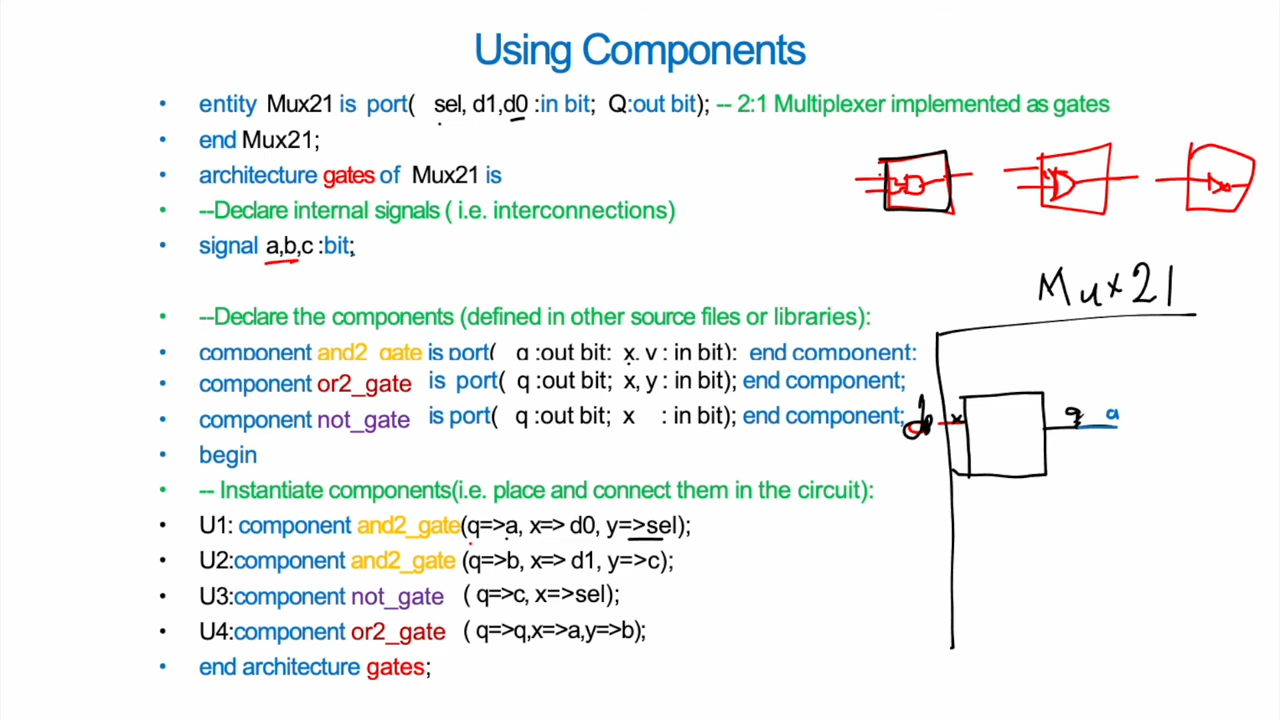 Using Components
• entity Mux21 is port( sel, d1,d0 :in bit; Q:out bit); -- 2:1 Multiplexer implemented as gates
• end Mux21;
• architecture gates of Mux21 is
• --Declare internal signals ( i.e. interconnections)
• signal a,b,c :bit;
Mux21
• --Declare the components (defined in other source files or libraries):
• component and2_gate is port( q :out bit; x, y : in bit); end component;
• component or2_gate is port( q :out bit; x, y : in bit); end component;
• component not_gate is port( q :out bit; x : in bit); end component;
d0 x q a
• begin
• -- Instantiate components(i.e. place and connect them in the circuit):
• U1: component and2_gate(q=>a, x=> d0, y=>sel);
• U2:component and2_gate (q=>b, x=> d1, y=>c);
• U3:component not_gate ( q=>c, x=>sel);
• U4:component or2_gate ( q=>q,x=>a,y=>b);
• end architecture gates;